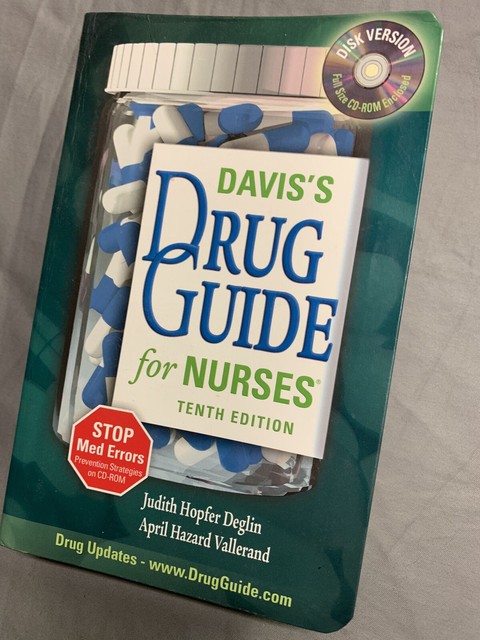 DISK VERSION
Full Size CD-ROM Enclosed
DAVIS'S
DRUG
GUIDE
for NURSES®
TENTH EDITION
STOP
Med Errors
Prevention Strategies
on CD-ROM
Judith Hopfer Deglin
April Hazard Vallerand
Drug Updates - www.DrugGuide.com